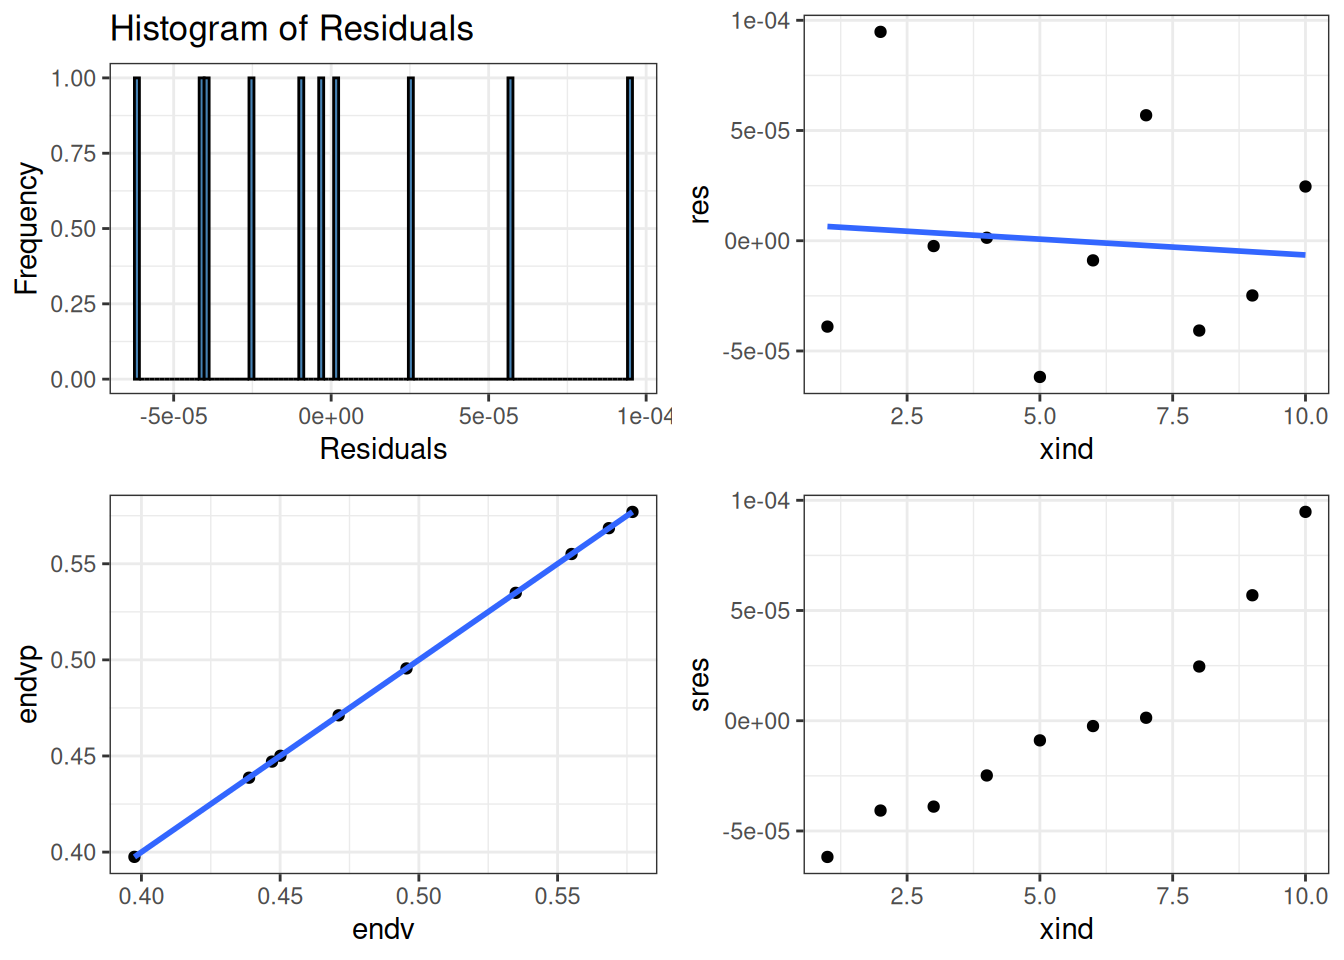 Histogram of Residuals
Frequency
1.00
0.75
0.50
0.25
0.00
-5e-05 0e+00 5e-05 1e-04
Residuals
res
1e-04
5e-05
0e+00
-5e-05
2.5 5.0 7.5 10.0
xind
endvp
0.55
0.50
0.45
0.40
0.40 0.45 0.50 0.55
endv
sres
1e-04
5e-05
0e+00
-5e-05
2.5 5.0 7.5 10.0
xind